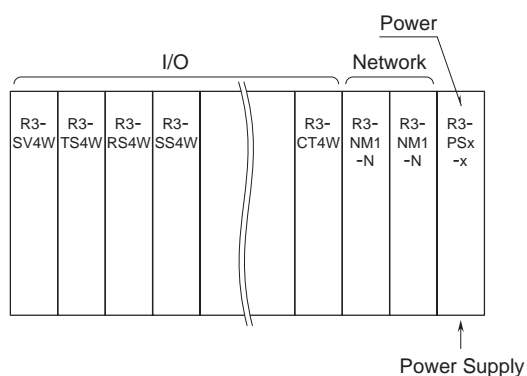 Power
I/O
Network
R3-
SV4W
R3-
TS4W
R3-
RS4W
R3-
SS4W
R3-
CT4W
R3-
NM1
-N
R3-
NM1
-N
R3-
PSx
-x
Power Supply